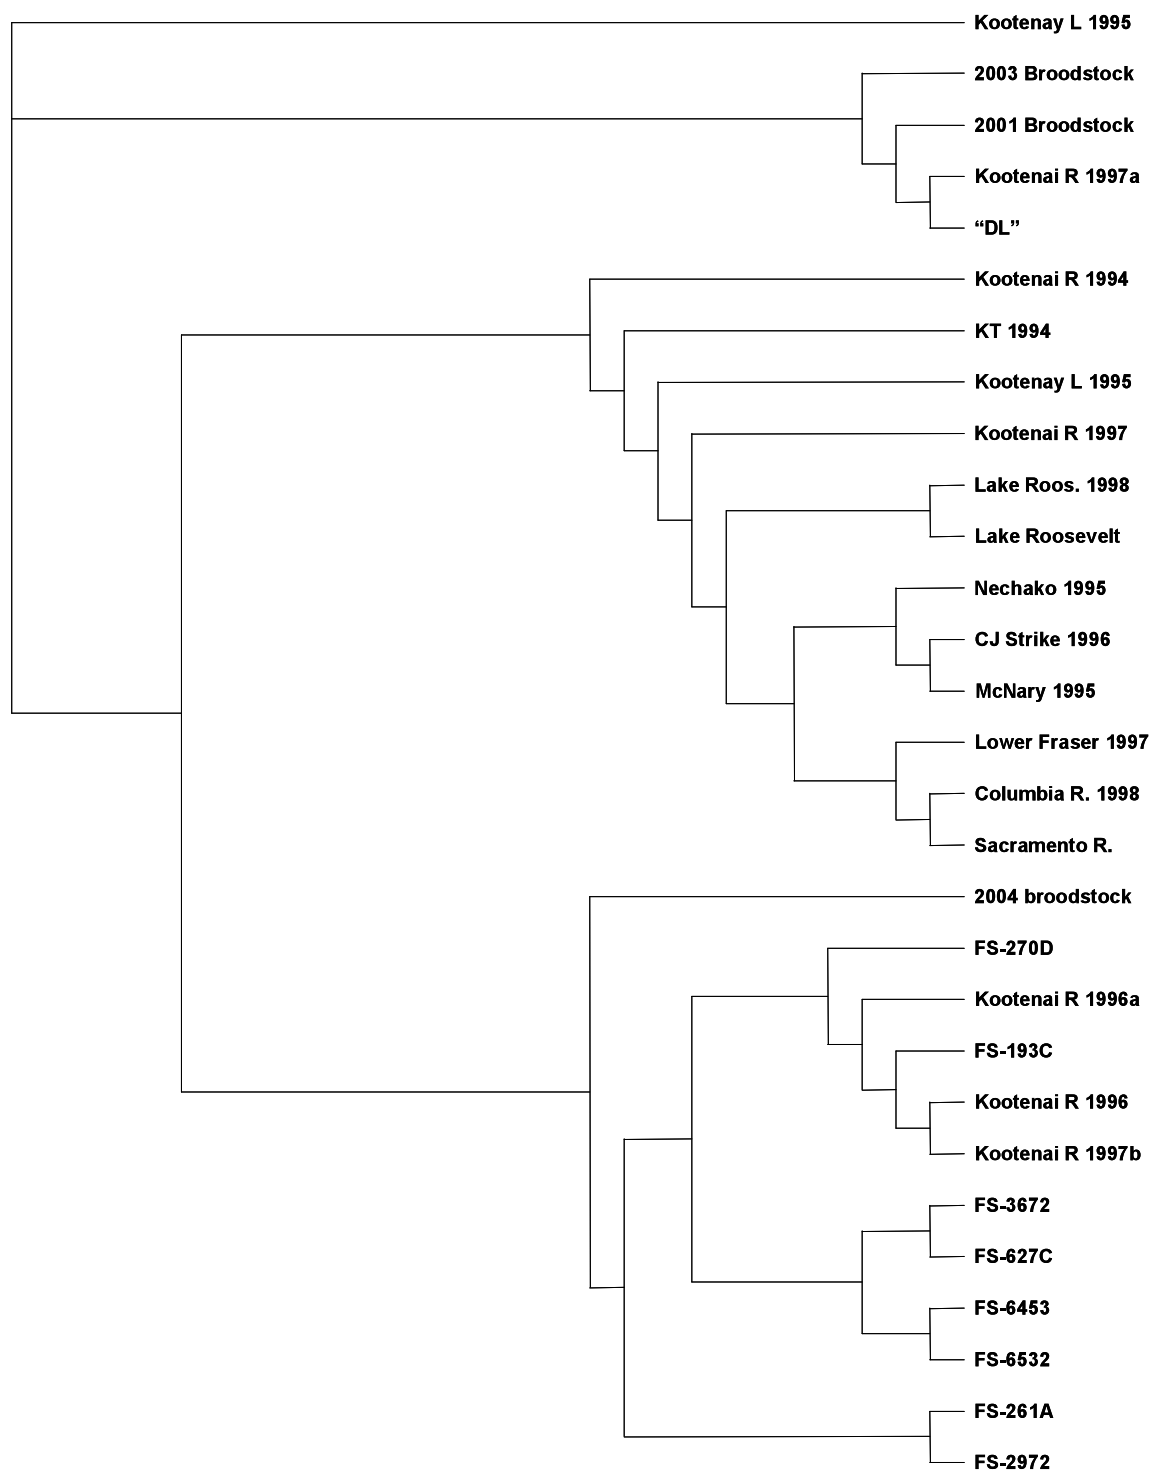 Kootenay L 1995
2003 Broodstock
2001 Broodstock
Kootenai R 1997a
“DL”
Kootenai R 1994
KT 1994
Kootenay L 1995
Kootenai R 1997
Lake Roos. 1998
Lake Roosevelt
Nechako 1995
CJ Strike 1996
McNary 1995
Lower Fraser 1997
Columbia R. 1998
Sacramento R.
2004 broodstock
FS-270D
Kootenai R 1996a
FS-193C
Kootenai R 1996
Kootenai R 1997b
FS-3672
FS-627C
FS-6453
FS-6532
FS-261A
FS-2972